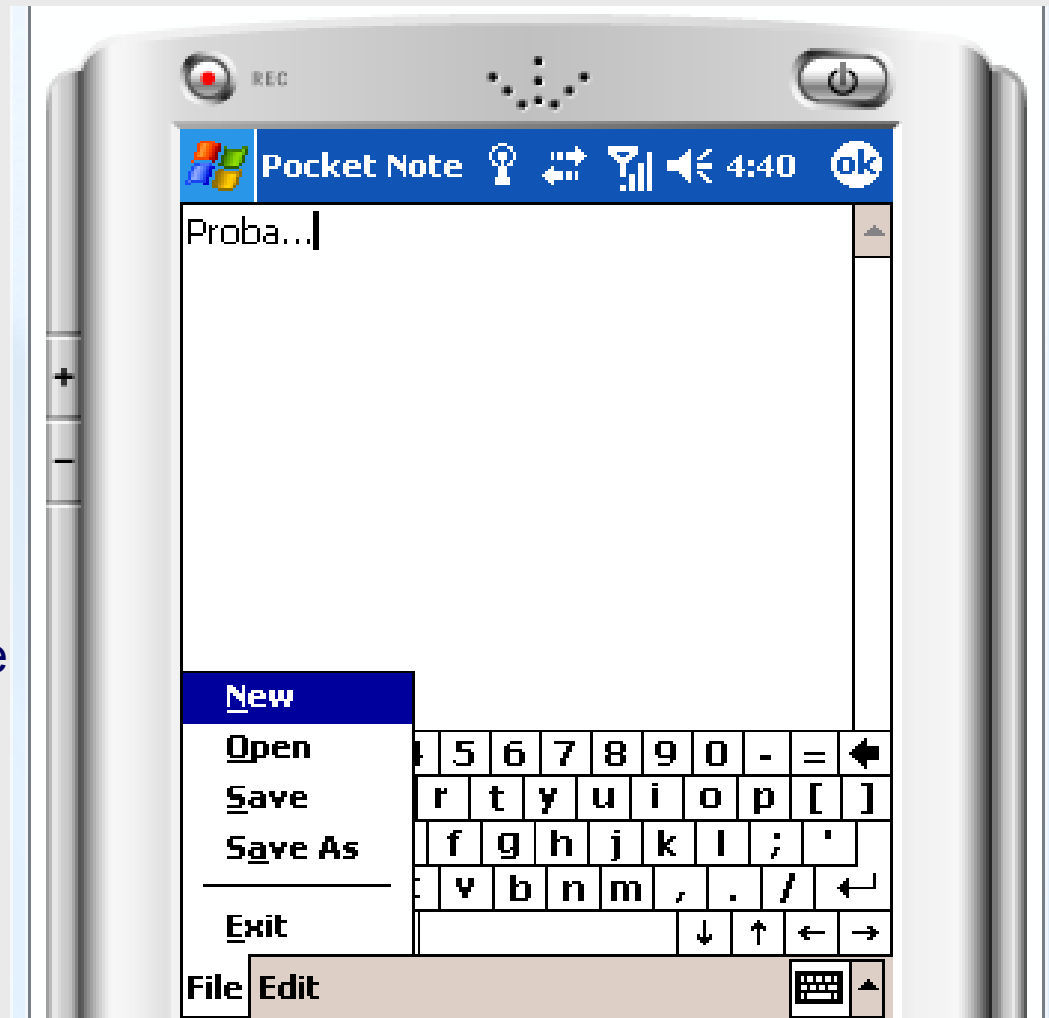 REC
Pocket Note 4:40 ok
Proba...
+
-
e
New
Open
Save
Save As
Exit
5 6 7 8 9 0 - =
r t y u i o p [ ]
f g h j k l ; '
v b n m , . /
↓ ↑ ← →
File Edit